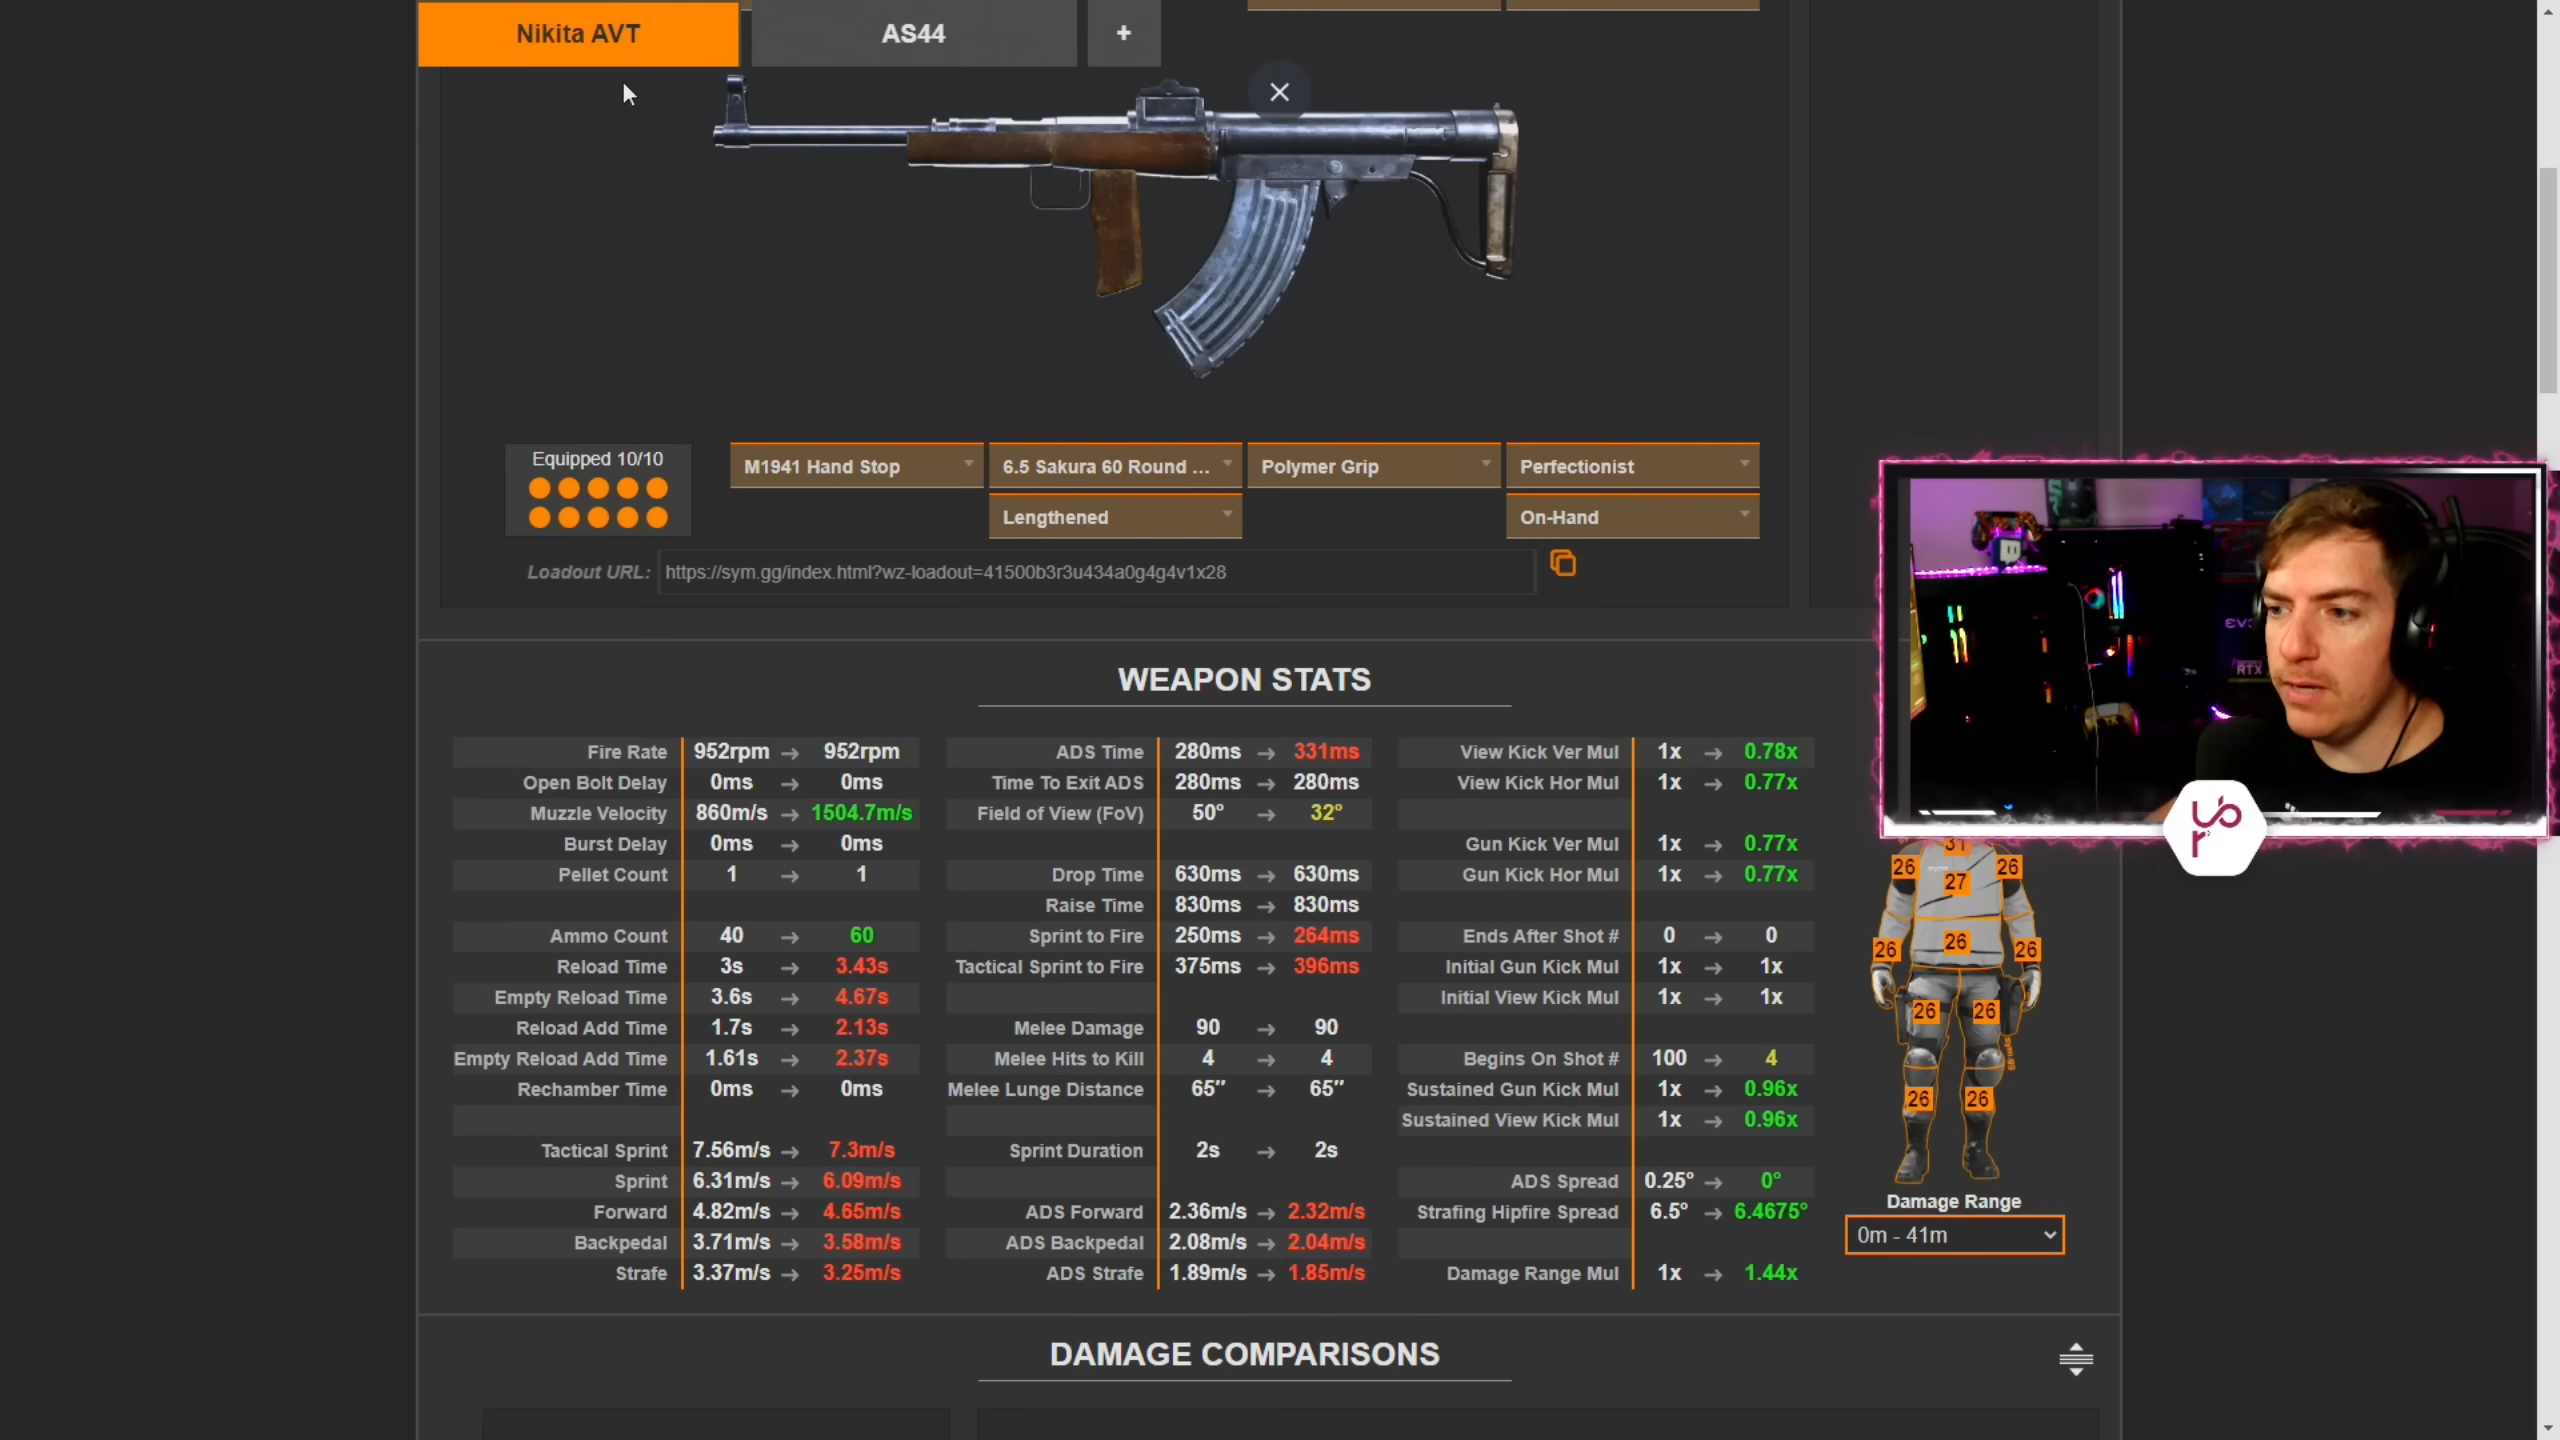 Nikita AVT
AS44
+
Equipped 10/10
M1941 Hand Stop
6.5 Sakura 60 Round ...
Polymer Grip
Perfectionist
Lengthened
On-Hand
Loadout URL: https://sym.gg/index.html?wz-loadout=41500b3r3u434a0g4g4v1x28
WEAPON STATS
Fire Rate 952rpm → 952rpm
Open Bolt Delay 0ms → 0ms
Muzzle Velocity 860m/s → 1504.7m/s
Burst Delay 0ms → 0ms
Pellet Count 1 → 1
Ammo Count 40 → 60
Reload Time 3s → 3.43s
Empty Reload Time 3.6s → 4.67s
Reload Add Time 1.7s → 2.13s
Empty Reload Add Time 1.61s → 2.37s
Rechamber Time 0ms → 0ms
Tactical Sprint 7.56m/s → 7.3m/s
Sprint 6.31m/s → 6.09m/s
Forward 4.82m/s → 4.65m/s
Backpedal 3.71m/s → 3.58m/s
Strafe 3.37m/s → 3.25m/s
ADS Time 280ms → 331ms
Time To Exit ADS 280ms → 280ms
Field of View (FoV) 50° → 32°
Drop Time 630ms → 630ms
Raise Time 830ms → 830ms
Sprint to Fire 250ms → 264ms
Tactical Sprint to Fire 375ms → 396ms
Melee Damage 90 → 90
Melee Hits to Kill 4 → 4
Melee Lunge Distance 65″ → 65″
Sprint Duration 2s → 2s
ADS Forward 2.36m/s → 2.32m/s
ADS Backpedal 2.08m/s → 2.04m/s
ADS Strafe 1.89m/s → 1.85m/s
View Kick Ver Mul 1x → 0.78x
View Kick Hor Mul 1x → 0.77x
Gun Kick Ver Mul 1x → 0.77x
Gun Kick Hor Mul 1x → 0.77x
Ends After Shot # 0 → 0
Initial Gun Kick Mul 1x → 1x
Initial View Kick Mul 1x → 1x
Begins On Shot # 100 → 4
Sustained Gun Kick Mul 1x → 0.96x
Sustained View Kick Mul 1x → 0.96x
ADS Spread 0.25° → 0°
Strafing Hipfire Spread 6.5° → 6.4675°
Damage Range Mul 1x → 1.44x
RTX
31
26 26
27
26 26 26
26 26
26 26
Damage Range
0m - 41m
DAMAGE COMPARISONS